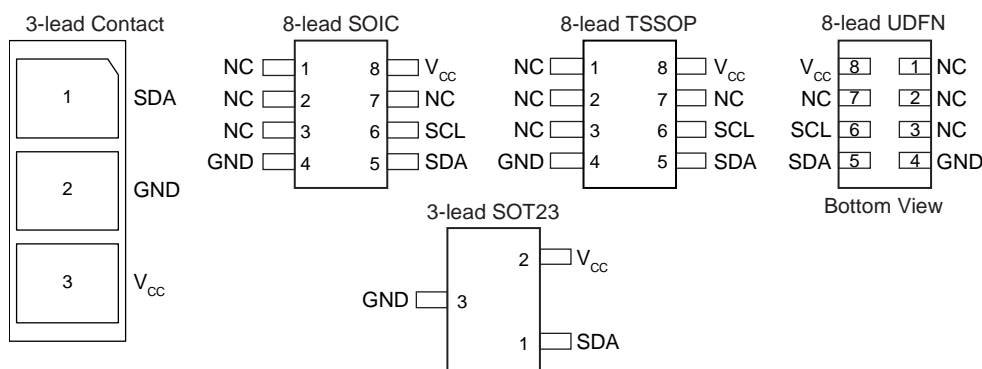 3-lead Contact
1 SDA
2 GND
3 VCC
8-lead SOIC
NC 1 8 VCC
NC 2 7 NC
NC 3 6 SCL
GND 4 5 SDA
8-lead TSSOP
NC 1 8 VCC
NC 2 7 NC
NC 3 6 SCL
GND 4 5 SDA
8-lead UDFN
VCC 8 1 NC
NC 7 2 NC
SCL 6 3 NC
SDA 5 4 GND
Bottom View
3-lead SOT23
2 VCC
GND 3
1 SDA